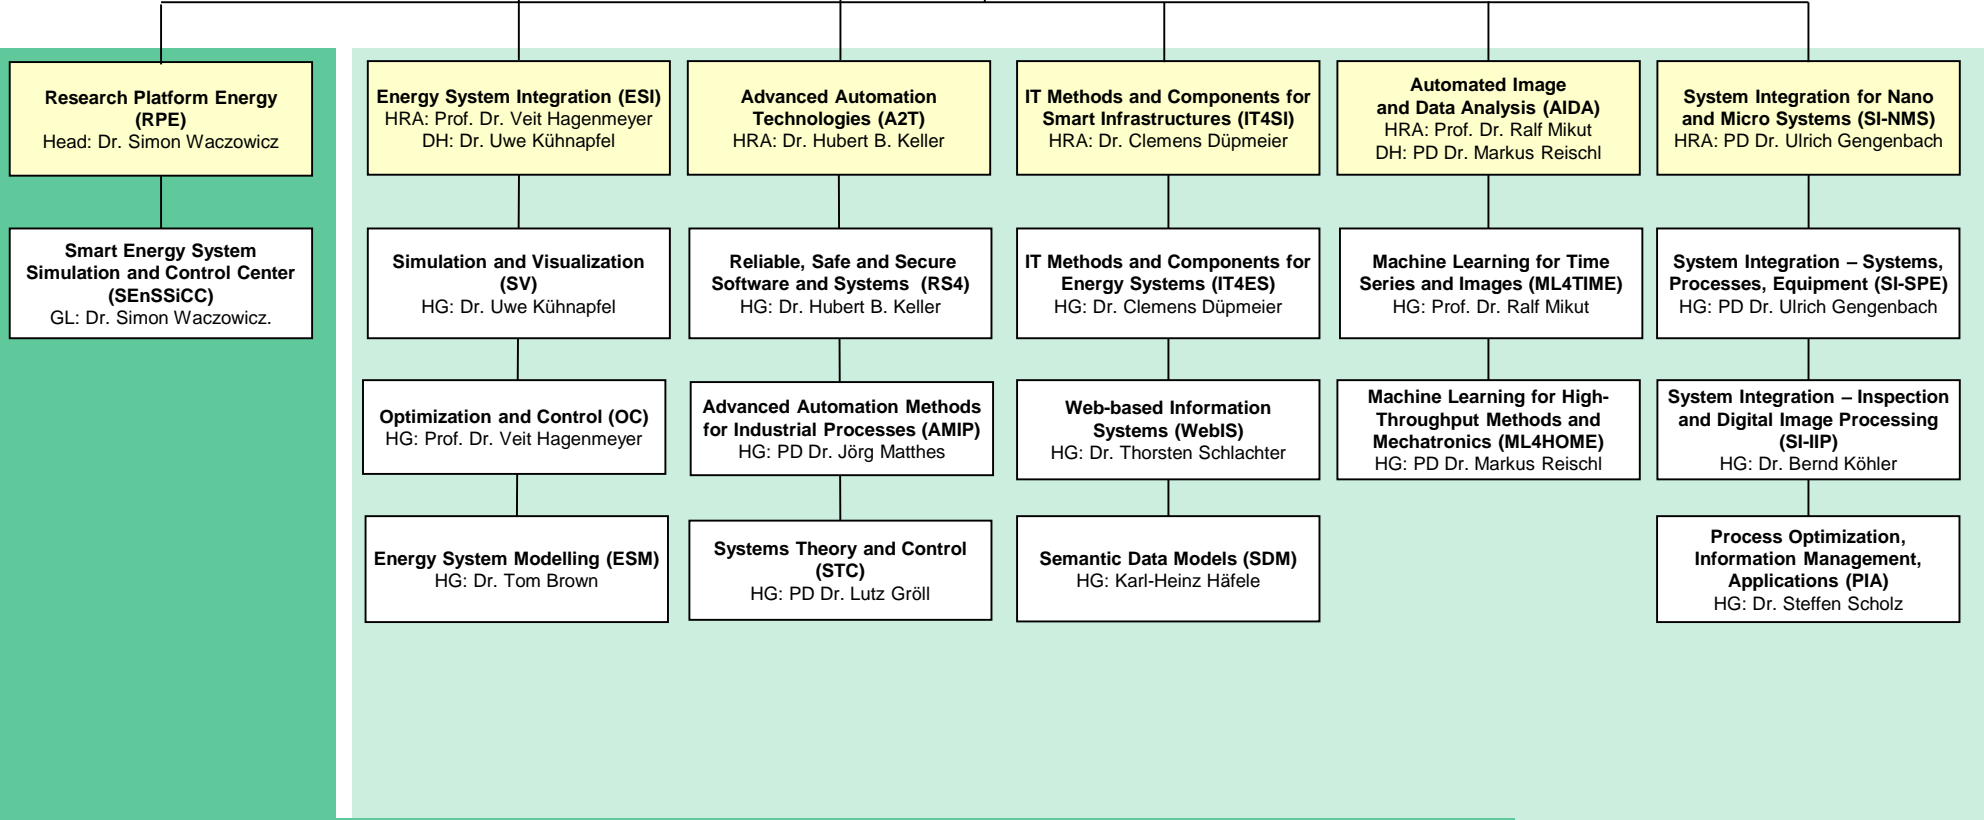 Research Platform Energy
(RPE)
Head: Dr. Simon Waczowicz
Smart Energy System
Simulation and Control Center
(SEnSSiCC)
GL: Dr. Simon Waczowicz.
Energy System Integration (ESI)
HRA: Prof. Dr. Veit Hagenmeyer
DH: Dr. Uwe Kühnapfel
Simulation and Visualization
(SV)
HG: Dr. Uwe Kühnapfel
Optimization and Control (OC)
HG: Prof. Dr. Veit Hagenmeyer
Energy System Modelling (ESM)
HG: Dr. Tom Brown
Advanced Automation
Technologies (A2T)
HRA: Dr. Hubert B. Keller
Reliable, Safe and Secure
Software and Systems (RS4)
HG: Dr. Hubert B. Keller
Advanced Automation Methods
for Industrial Processes (AMIP)
HG: PD Dr. Jörg Matthes
Systems Theory and Control
(STC)
HG: PD Dr. Lutz Gröll
IT Methods and Components for
Smart Infrastructures (IT4SI)
HRA: Dr. Clemens Düpmeier
IT Methods and Components for
Energy Systems (IT4ES)
HG: Dr. Clemens Düpmeier
Web-based Information
Systems (WebIS)
HG: Dr. Thorsten Schlachter
Semantic Data Models (SDM)
HG: Karl-Heinz Häfele
Automated Image
and Data Analysis (AIDA)
HRA: Prof. Dr. Ralf Mikut
DH: PD Dr. Markus Reischl
Machine Learning for Time
Series and Images (ML4TIME)
HG: Prof. Dr. Ralf Mikut
Machine Learning for High-
Throughput Methods and
Mechatronics (ML4HOME)
HG: PD Dr. Markus Reischl
System Integration for Nano
and Micro Systems (SI-NMS)
HRA: PD Dr. Ulrich Gengenbach
System Integration – Systems,
Processes, Equipment (SI-SPE)
HG: PD Dr. Ulrich Gengenbach
System Integration – Inspection
and Digital Image Processing
(SI-IIP)
HG: Dr. Bernd Köhler
Process Optimization,
Information Management,
Applications (PIA)
HG: Dr. Steffen Scholz